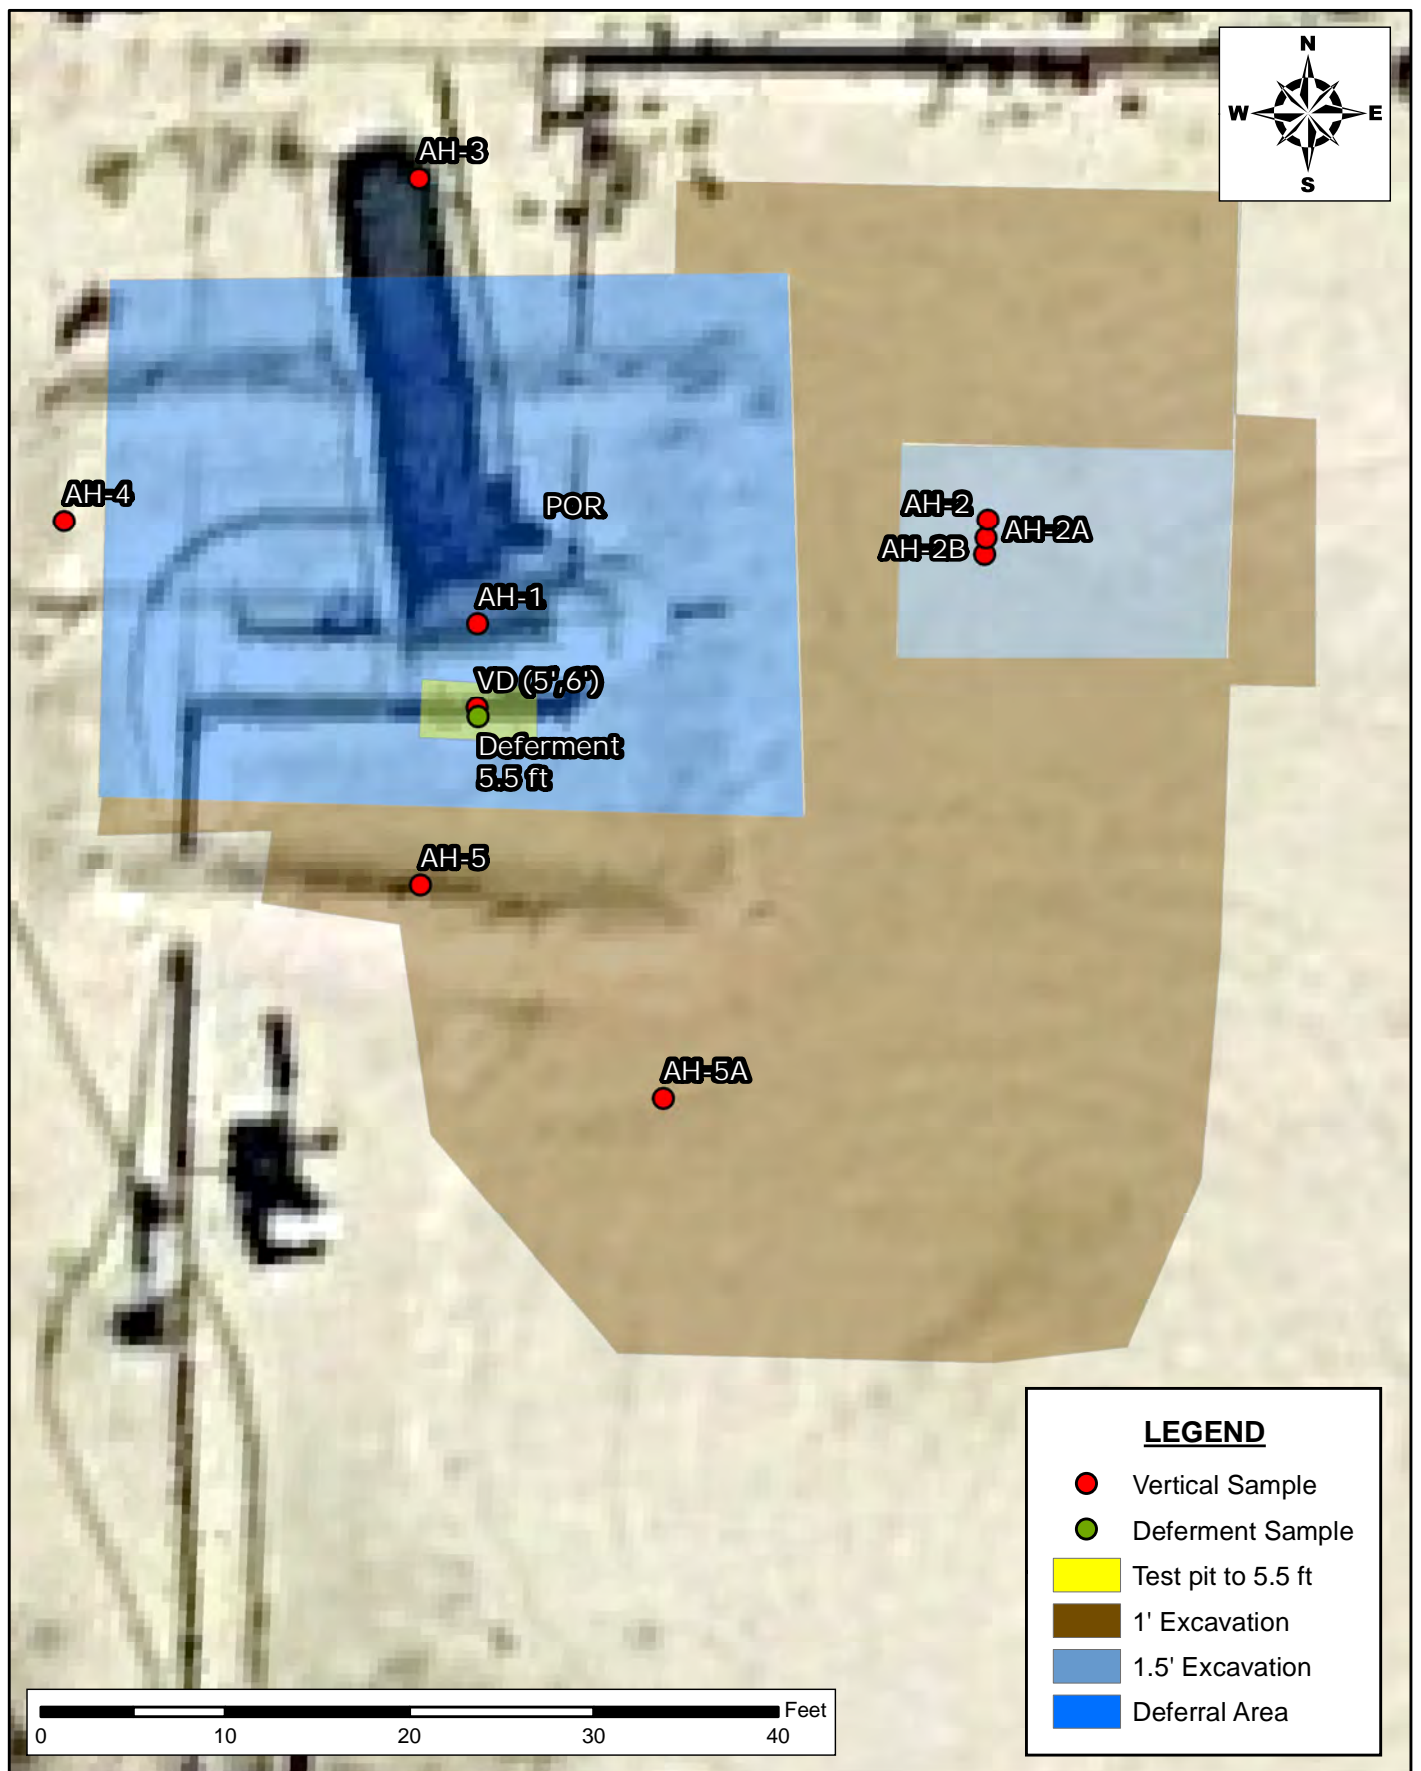 N
W E
S
AH-3
AH-4
POR
AH-2
AH-2A
AH-2B
AH-1
VD (5',6')
Deferment
5.5 ft
AH-5
AH-5A
LEGEND
Vertical Sample
Deferment Sample
Test pit to 5.5 ft
1' Excavation
1.5' Excavation
Deferral Area
Feet
0 10 20 30 40